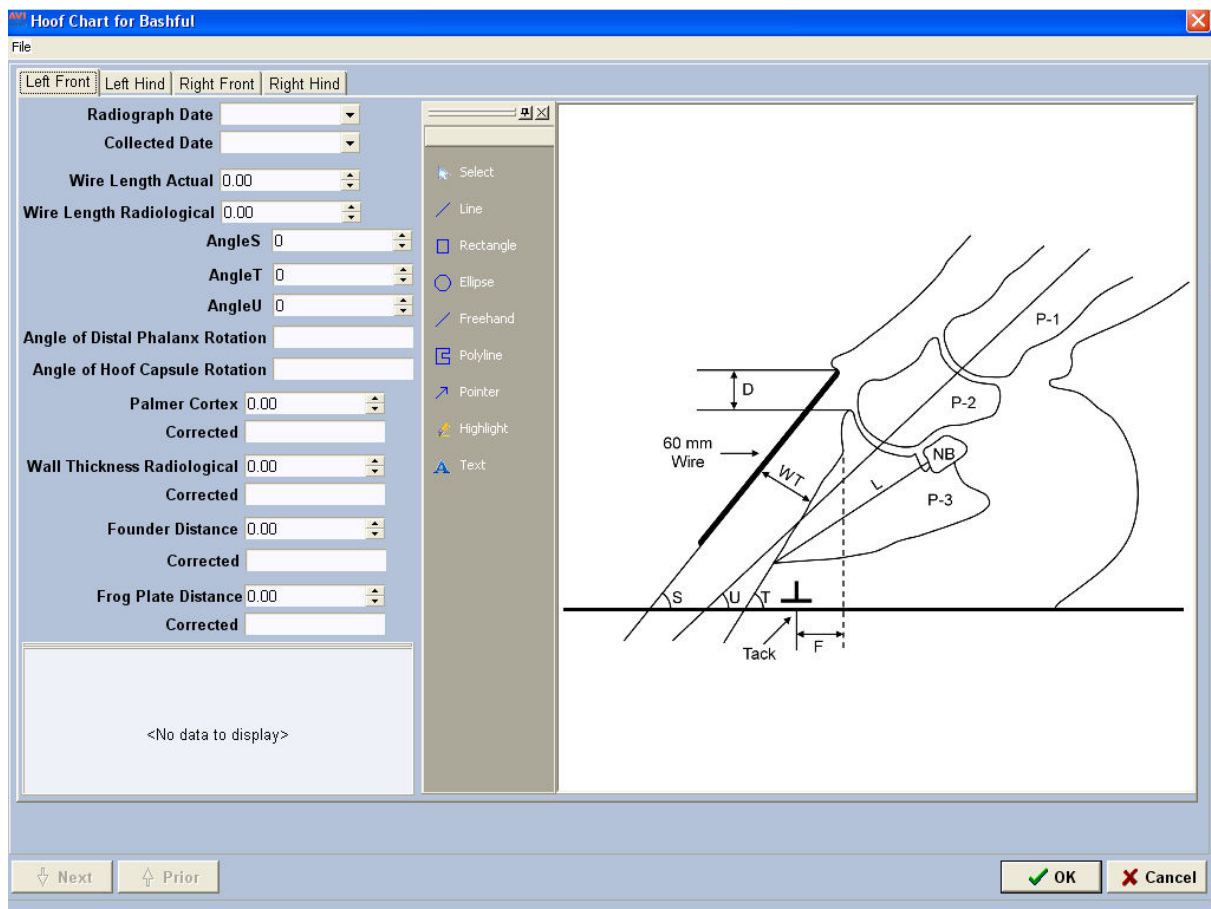 AVI Hoof Chart for Bashful
File
Left Front Left Hind Right Front Right Hind
Radiograph Date
Collected Date
Wire Length Actual 0.00
Wire Length Radiological 0.00
AngleS 0
AngleT 0
AngleU 0
Angle of Distal Phalanx Rotation
Angle of Hoof Capsule Rotation
Palmer Cortex 0.00
Corrected
Wall Thickness Radiological 0.00
Corrected
Founder Distance 0.00
Corrected
Frog Plate Distance 0.00
Corrected
<No data to display>
Select
Line
Rectangle
Ellipse
Freehand
Polyline
Pointer
Highlight
A Text
P-1
D
P-2
60 mm
Wire
NB
WT
L
P-3
S U T
Tack
F
Next Prior
OK Cancel